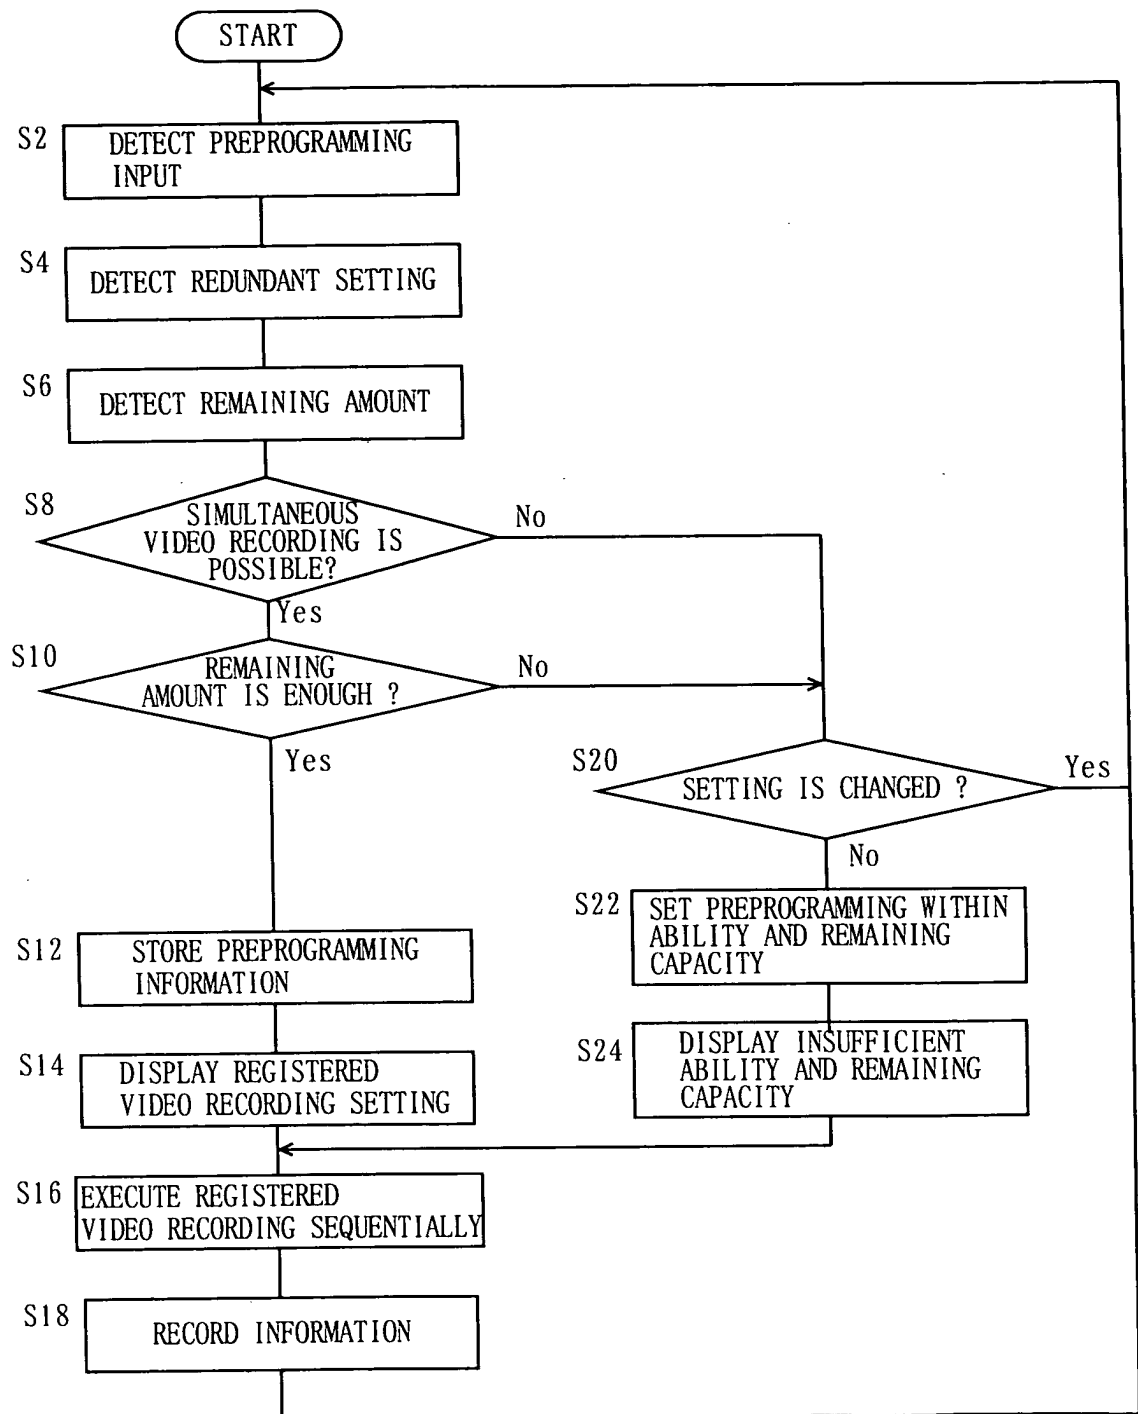 START
S2
DETECT PREPROGRAMMING
INPUT
S4
DETECT REDUNDANT SETTING
S6
DETECT REMAINING AMOUNT
S8
SIMULTANEOUS
VIDEO RECORDING IS
POSSIBLE?
No
Yes
S10
REMAINING
AMOUNT IS ENOUGH ?
No
Yes
S20
SETTING IS CHANGED ?
Yes
No
S22
SET PREPROGRAMMING WITHIN
ABILITY AND REMAINING
CAPACITY
S12
STORE PREPROGRAMMING
INFORMATION
S24
DISPLAY INSUFFICIENT
ABILITY AND REMAINING
CAPACITY
S14
DISPLAY REGISTERED
VIDEO RECORDING SETTING
S16
EXECUTE REGISTERED
VIDEO RECORDING SEQUENTIALLY
S18
RECORD INFORMATION